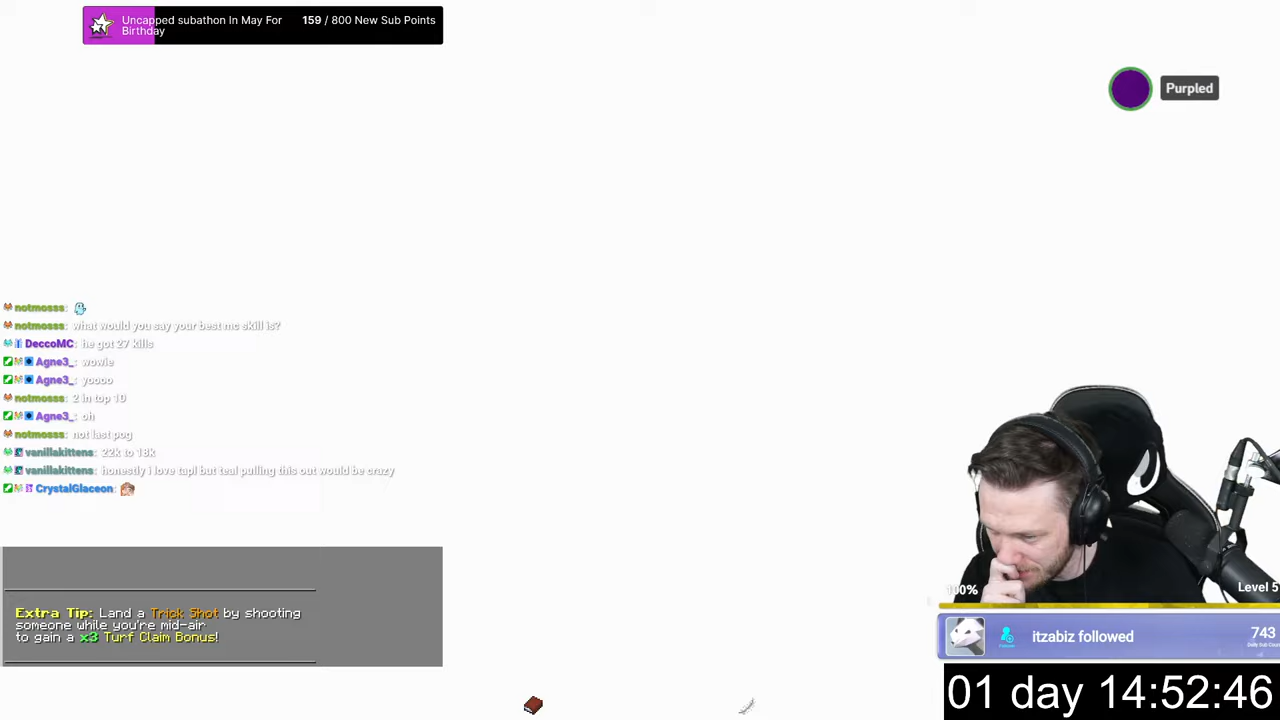 Uncapped subathon In May For Birthday
159 / 800 New Sub Points
Purpled
notmosss:
notmosss: what would you say your best mc skill is?
DeccoMC: he got 27 kills
Agne3_: wowie
Agne3_: yoooo
notmosss: 2 in top 10
Agne3_: oh
notmosss: not last pog
vanillakittens: 22k to 18k
vanillakittens: honestly i love tapl but teal pulling this out would be crazy
CrystalGlaceon:
Extra Tip: Land a Trick Shot by shooting
someone while you're mid-air
to gain a x3 Turf Claim Bonus!
100%
Level 5
itzabiz followed
743
Daily Sub Count
01 day 14:52:46